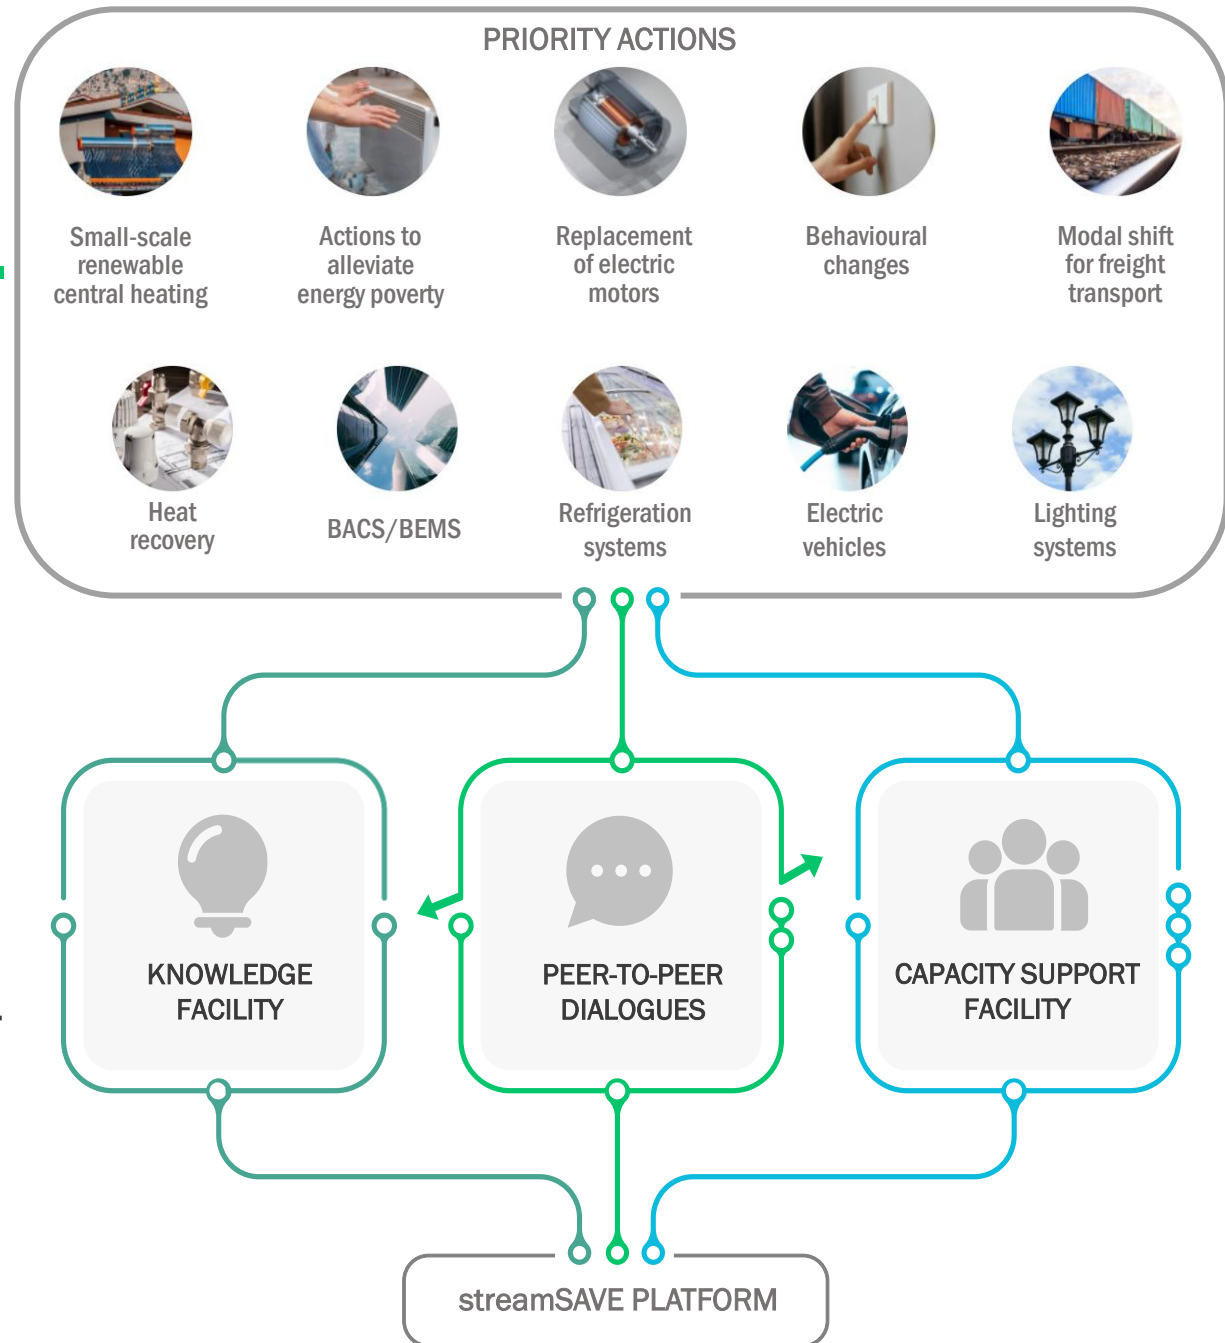 PRIORITY ACTIONS
Small-scale
renewable
central heating
Actions to
alleviate
energy poverty
Replacement
of electric
motors
Behavioural
changes
Modal shift
for freight
transport
Heat
recovery
BACS/BEMS
Refrigeration
systems
Electric
vehicles
Lighting
systems
KNOWLEDGE
FACILITY
PEER-TO-PEER
DIALOGUES
CAPACITY SUPPORT
FACILITY
streamSAVE PLATFORM